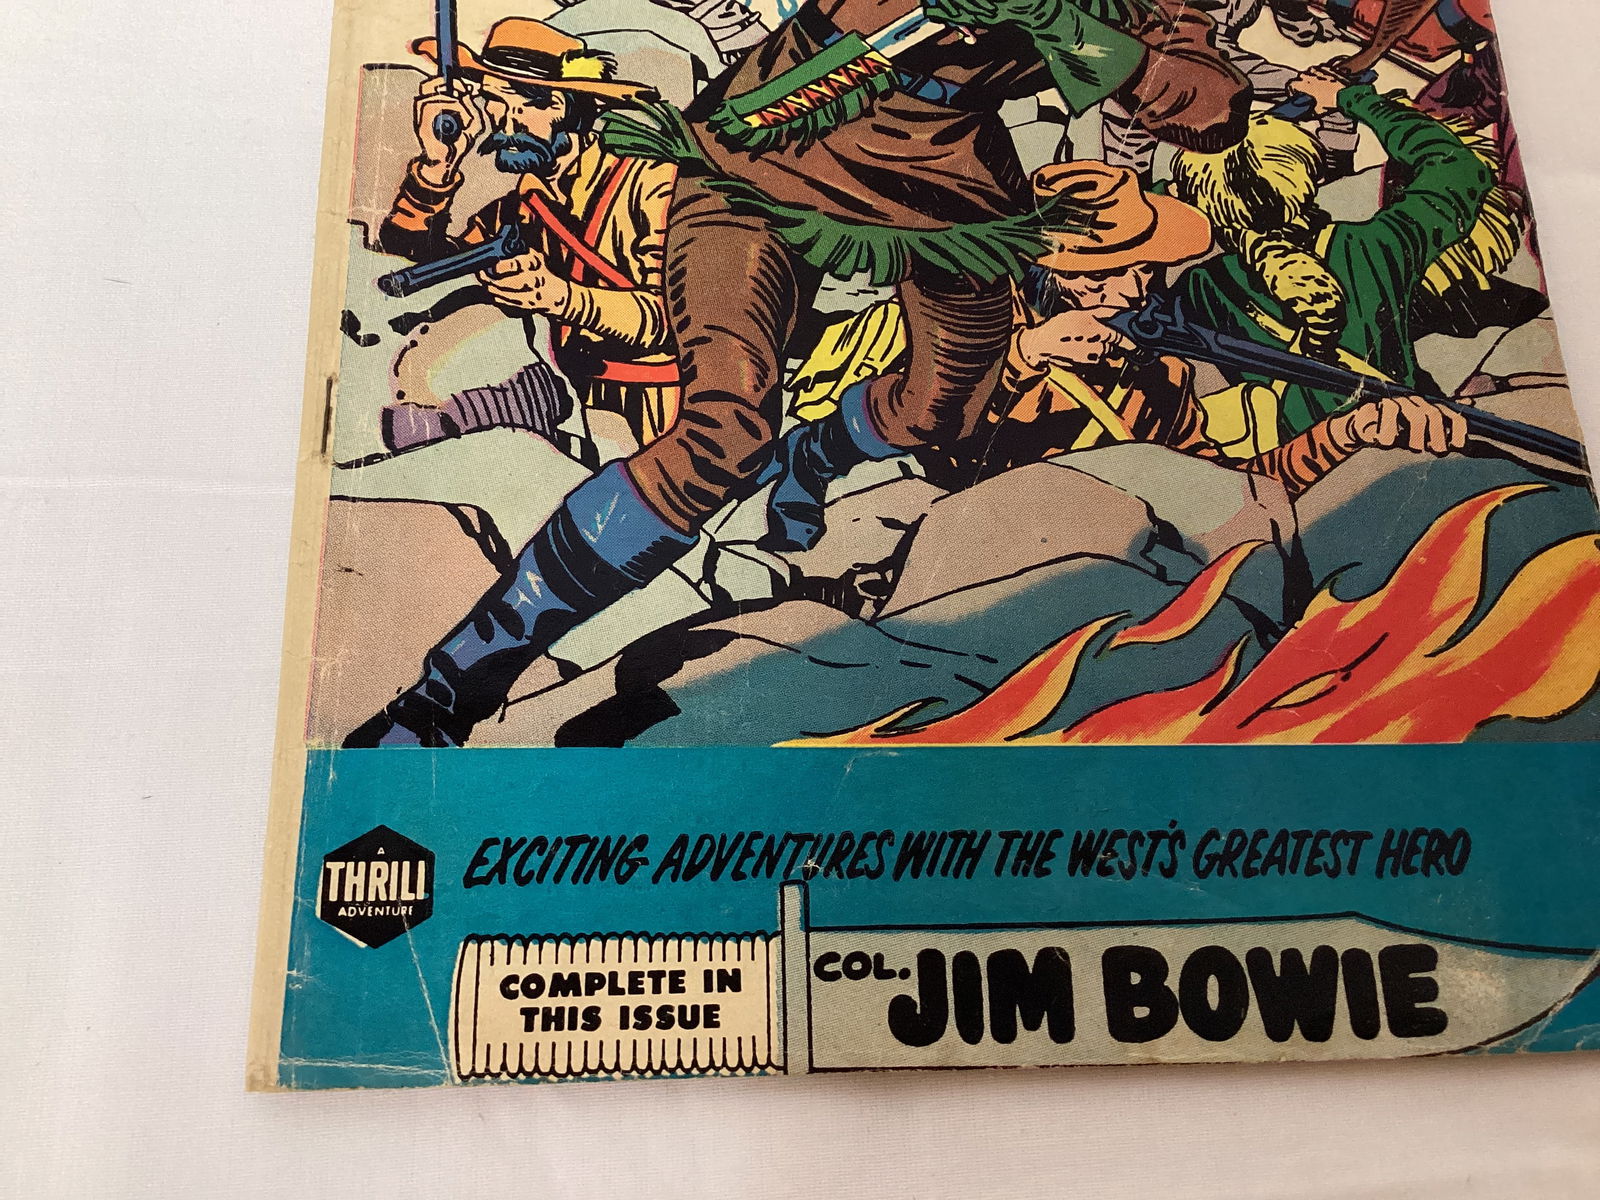 A
THRILL
ADVENTURE
EXCITING ADVENTURES WITH THE WEST'S GREATEST HERO
COMPLETE IN
THIS ISSUE
COL. JIM BOWIE